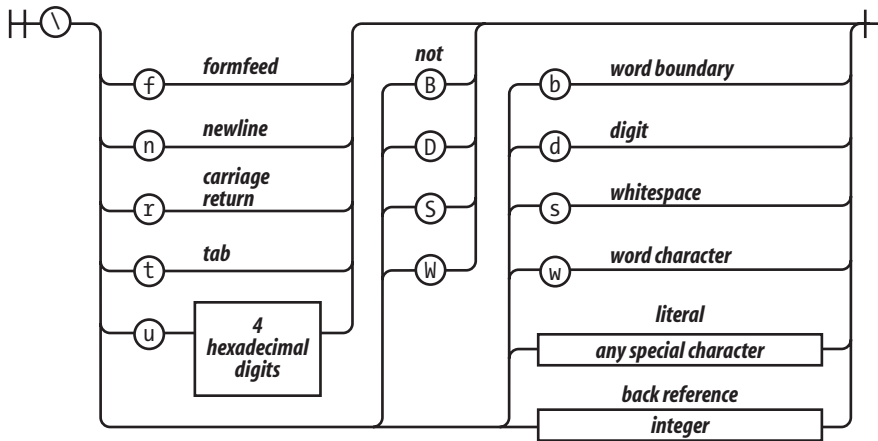 \
f
formfeed
n
newline
r
carriage
return
t
tab
u
4
hexadecimal
digits
not
B
D
S
W
b
word boundary
d
digit
s
whitespace
w
word character
literal
any special character
back reference
integer